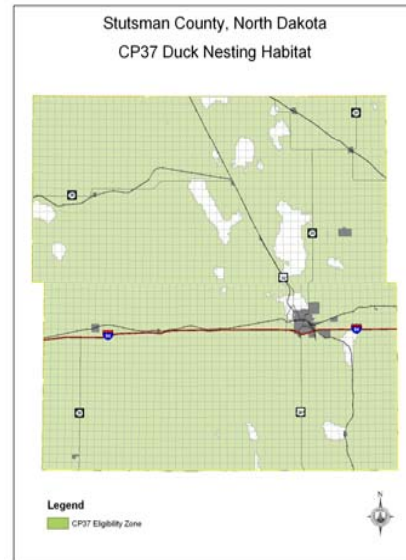 Stutsman County, North Dakota
CP37 Duck Nesting Habitat
Legend
CP37 Eligibility Zone
N